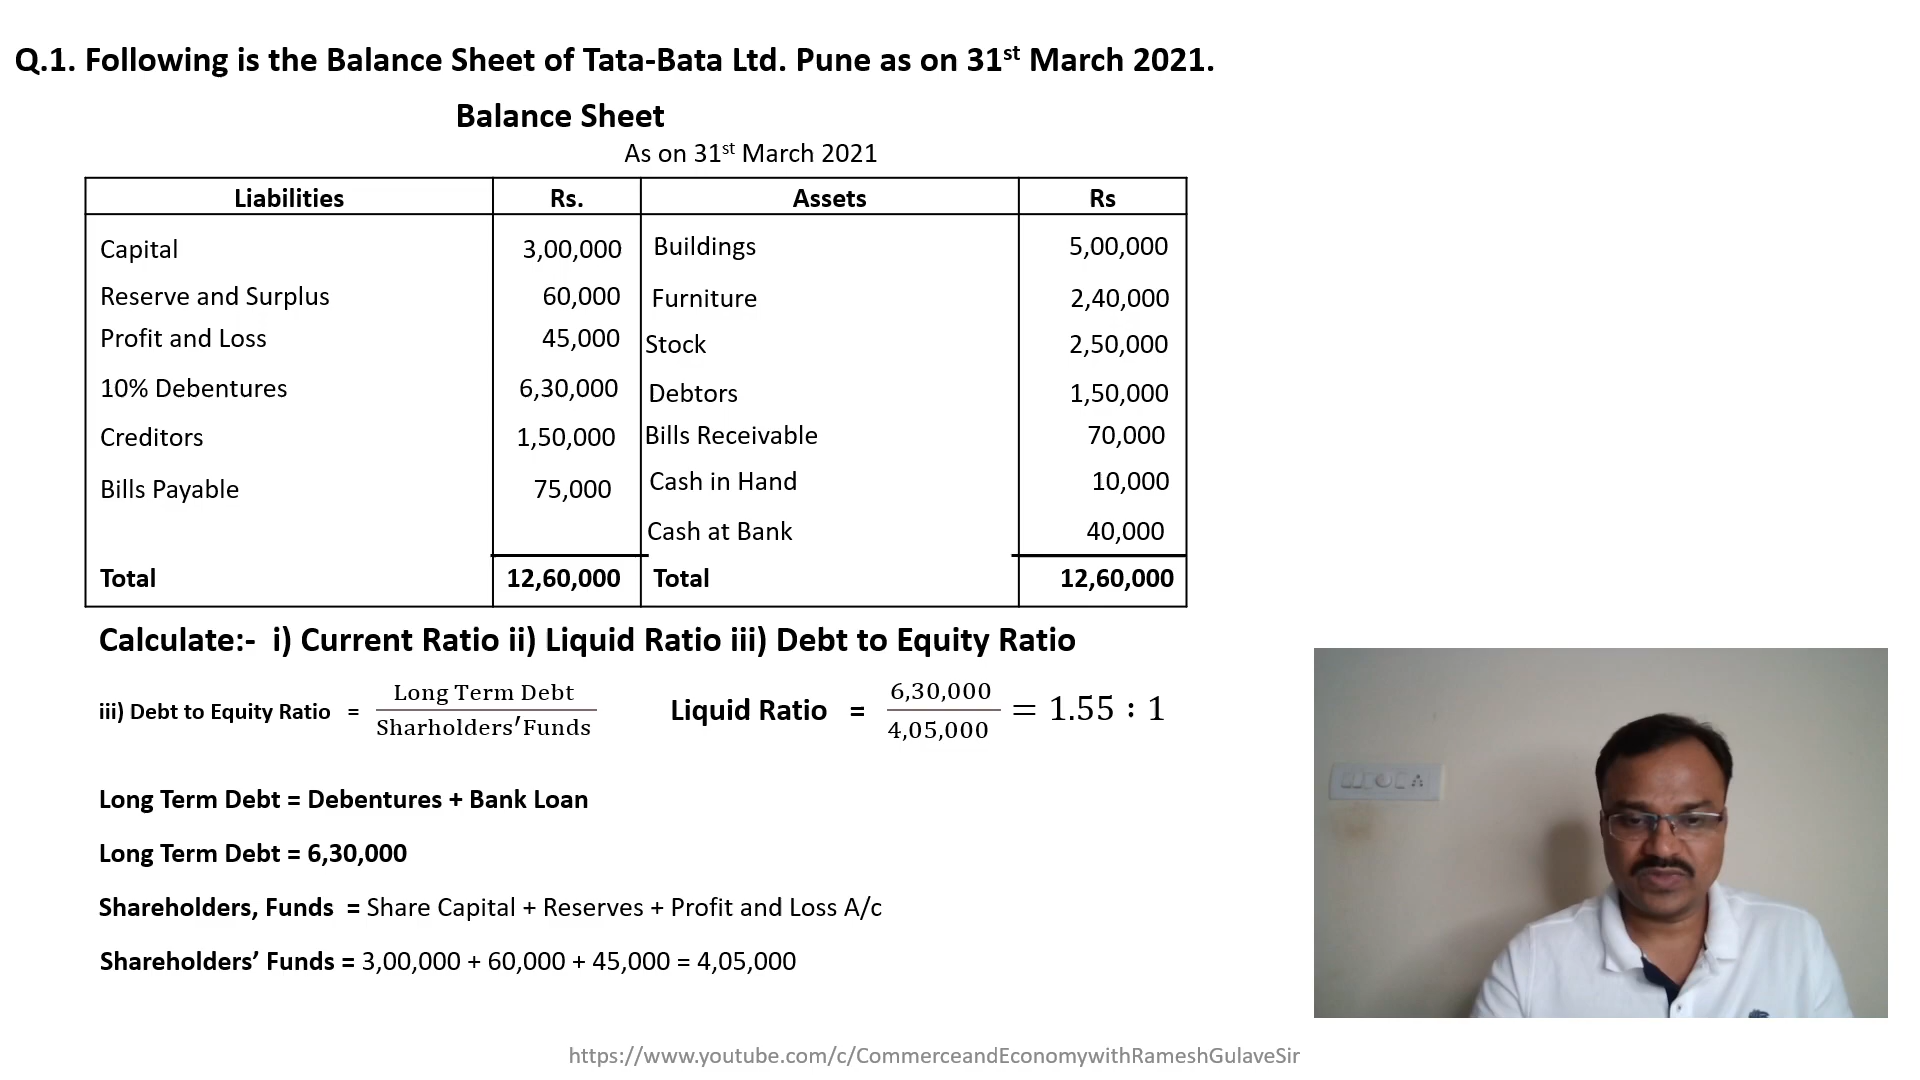 Q.1. Following is the Balance Sheet of Tata-Bata Ltd. Pune as on 31st March 2021.
Balance Sheet
As on 31st March 2021
Liabilities Rs. Assets Rs
Capital 3,00,000 Buildings 5,00,000
Reserve and Surplus 60,000 Furniture 2,40,000
Profit and Loss 45,000 Stock 2,50,000
10% Debentures 6,30,000 Debtors 1,50,000
Creditors 1,50,000 Bills Receivable 70,000
Bills Payable 75,000 Cash in Hand 10,000
Cash at Bank 40,000
Total 12,60,000 Total 12,60,000
Calculate:- i) Current Ratio ii) Liquid Ratio iii) Debt to Equity Ratio
iii) Debt to Equity Ratio = Long Term Debt / Sharholders′Funds Liquid Ratio = 6,30,000 / 4,05,000 = 1.55 : 1
Long Term Debt = Debentures + Bank Loan
Long Term Debt = 6,30,000
Shareholders, Funds = Share Capital + Reserves + Profit and Loss A/c
Shareholders’ Funds = 3,00,000 + 60,000 + 45,000 = 4,05,000
https://www.youtube.com/c/CommerceandEconomywithRameshGulaveSir